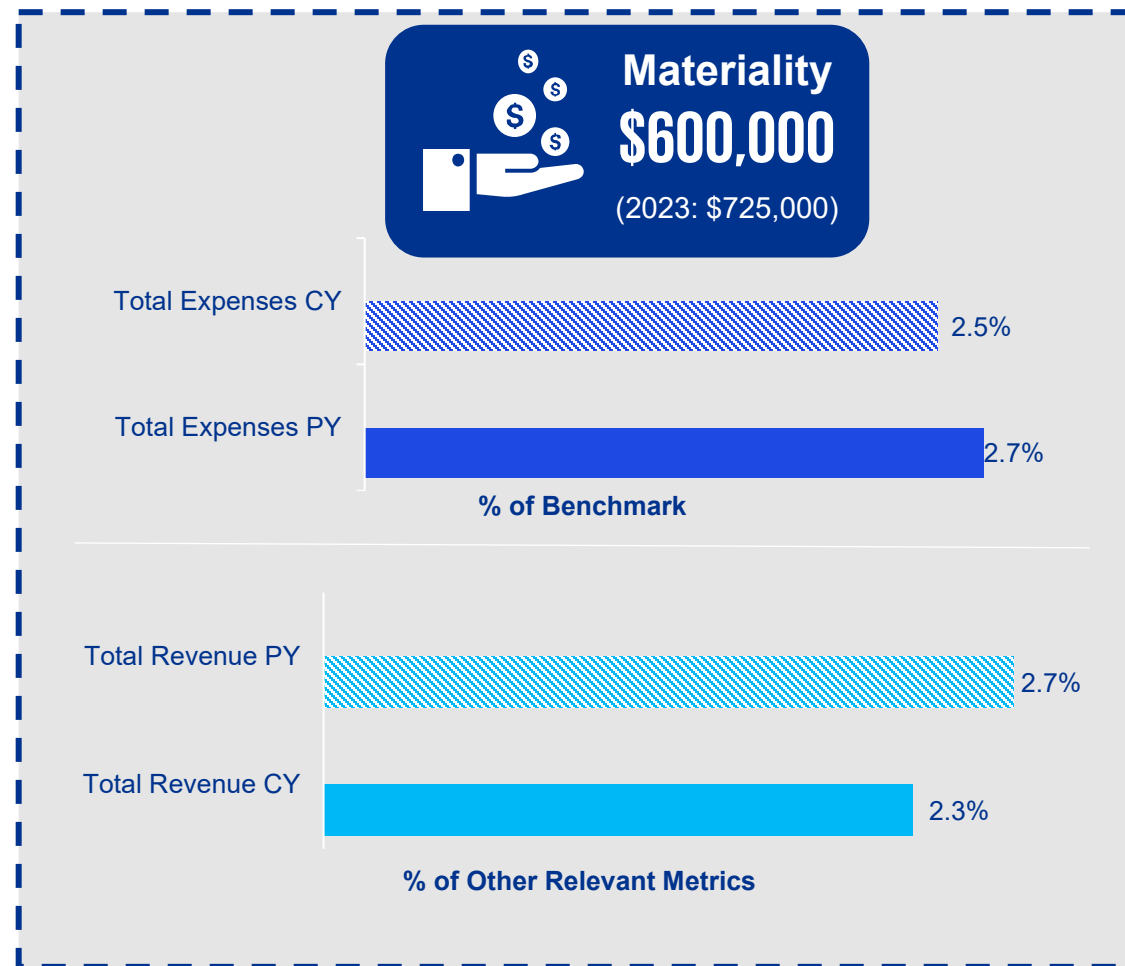 $
$
$
$
Materiality
$600,000
(2023: $725,000)
Total Expenses CY
2.5%
Total Expenses PY
2.7%
% of Benchmark
Total Revenue PY
2.7%
Total Revenue CY
2.3%
% of Other Relevant Metrics